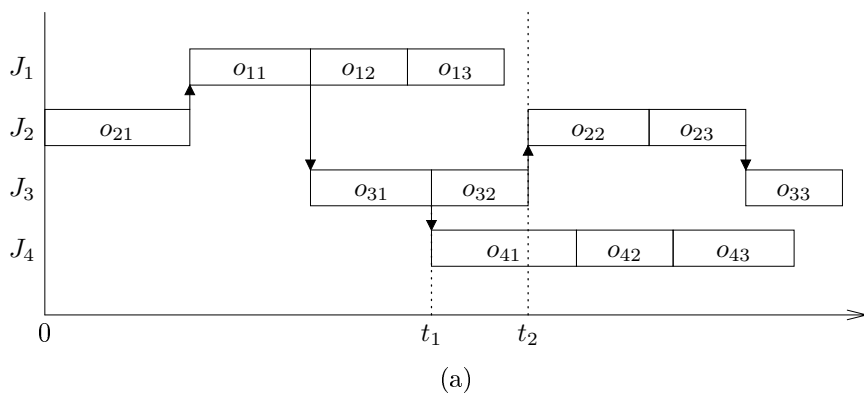 J₁ o₁₁ o₁₂ o₁₃
J₂ o₂₁ o₂₂ o₂₃
J₃ o₃₁ o₃₂ o₃₃
J₄ o₄₁ o₄₂ o₄₃
0 t₁ t₂
(a)